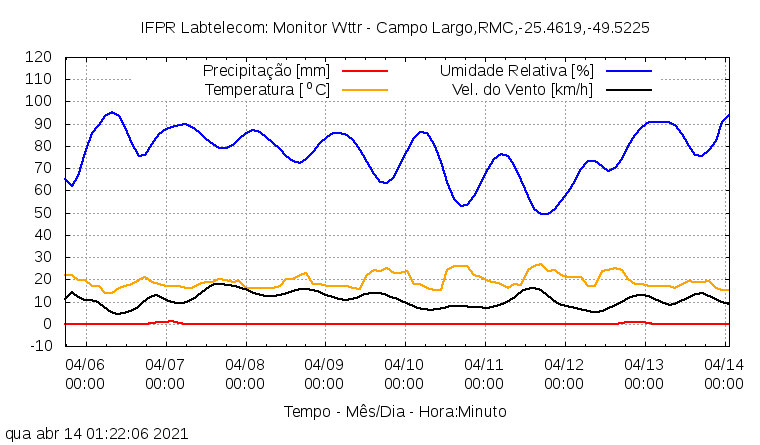 IFPR Labtelecom: Monitor Wttr - Campo Largo,RMC,-25.4619,-49.5225
120
110
100
90
80
70
60
50
40
30
20
10
0
-10
Precipitação [mm] Umidade Relativa [%]
Temperatura [⁰C] Vel. do Vento [km/h]
04/06 04/07 04/08 04/09 04/10 04/11 04/12 04/13 04/14
00:00 00:00 00:00 00:00 00:00 00:00 00:00 00:00 00:00
Tempo - Mês/Dia - Hora:Minuto
qua abr 14 01:22:06 2021